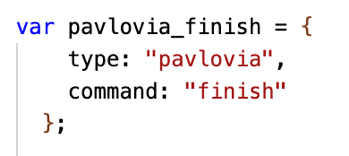 var pavlovia_finish = {
    type: "pavlovia",
    command: "finish"
  };